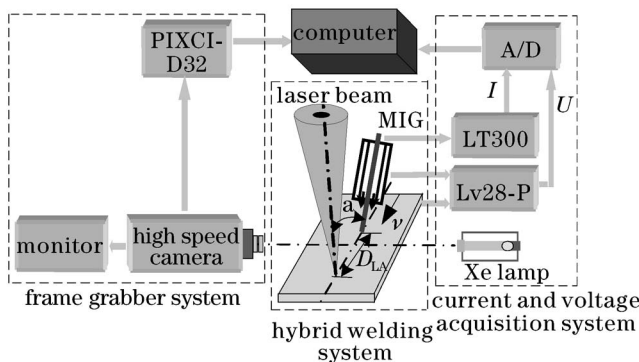 PIXCI-
D32
computer
A/D
laser beam
MIG
I
U
LT300
Lv28-P
a
v
D_LA
monitor
high speed
camera
Xe lamp
frame grabber system
hybrid welding
system
current and voltage
acquisition system